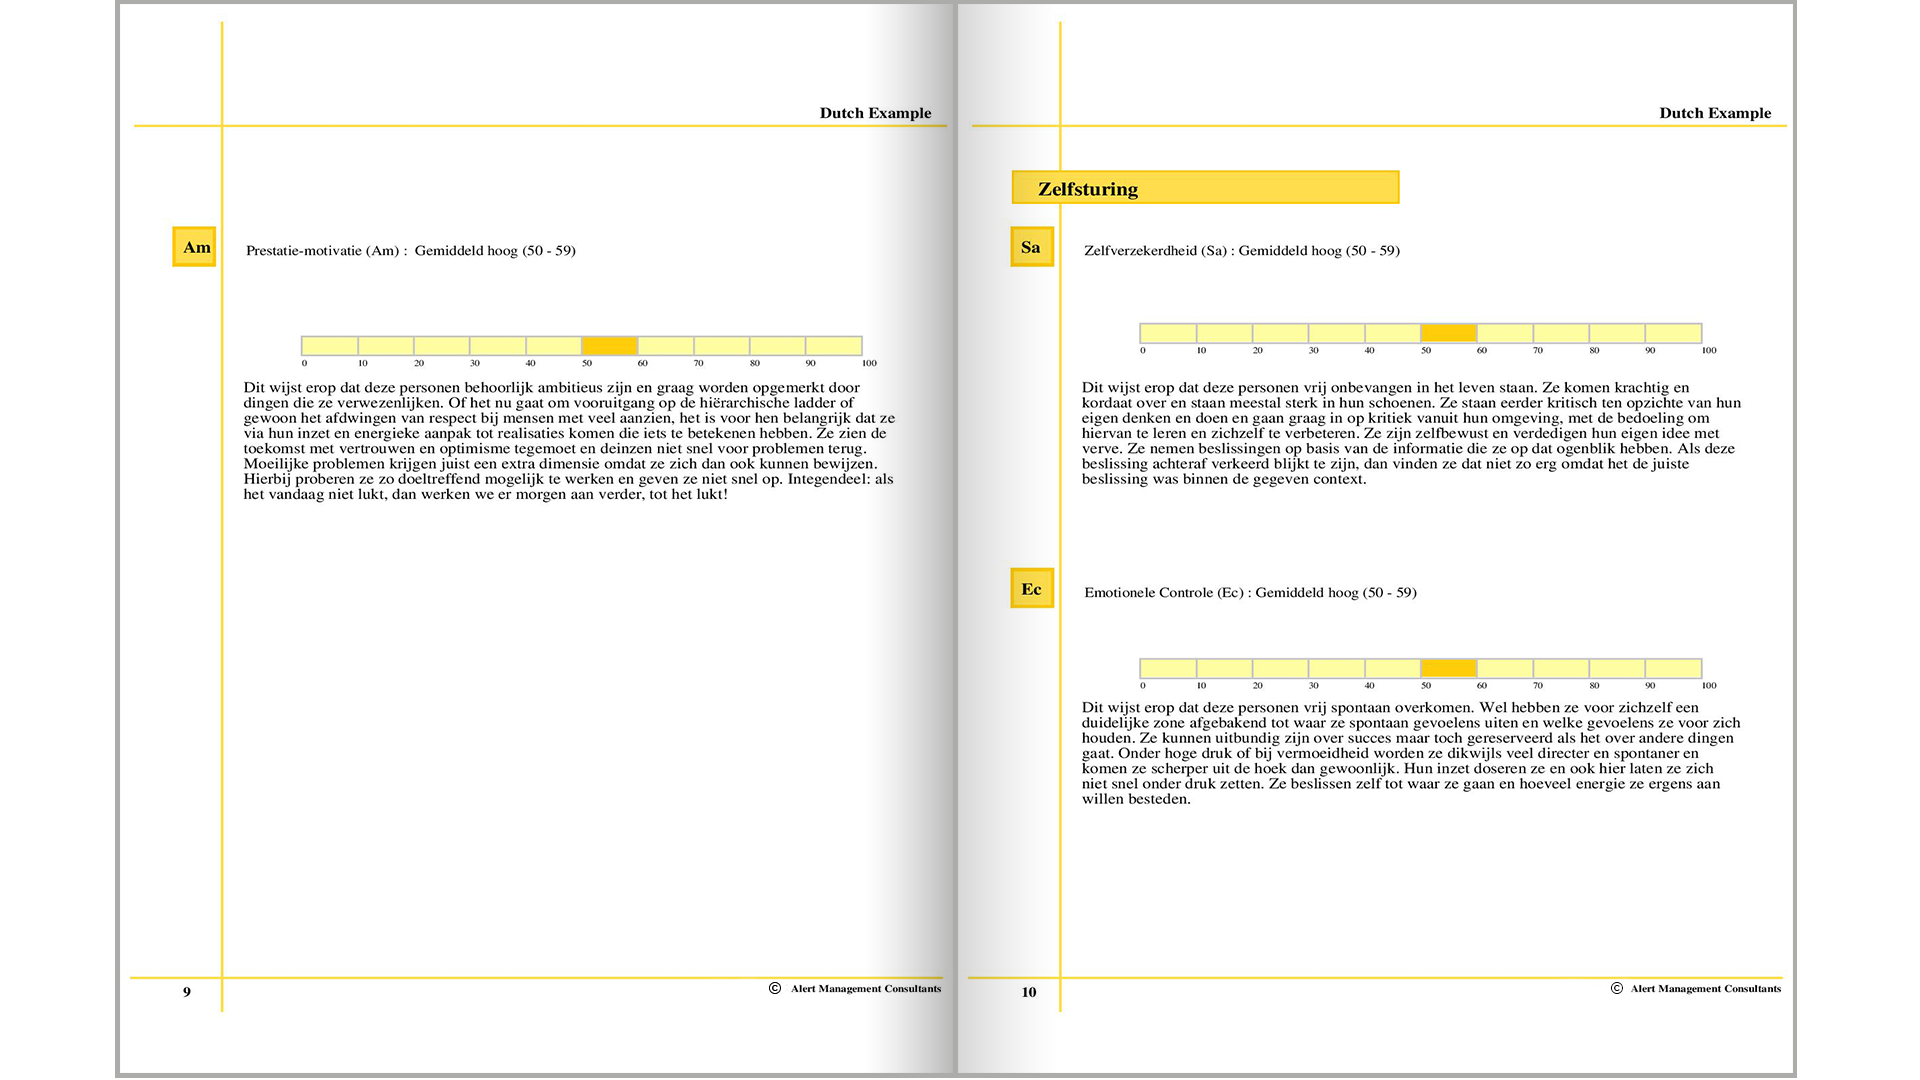 Dutch Example
Am
Prestatie-motivatie (Am) : Gemiddeld hoog (50 - 59)
0 10 20 30 40 50 60 70 80 90 100
Dit wijst erop dat deze personen behoorlijk ambitieus zijn en graag worden opgemerkt door
dingen die ze verwezenlijken. Of het nu gaat om vooruitgang op de hiërarchische ladder of
gewoon het afdwingen van respect bij mensen met veel aanzien, het is voor hen belangrijk dat ze
via hun inzet en energieke aanpak tot realisaties komen die iets te betekenen hebben. Ze zien de
toekomst met vertrouwen en optimisme tegemoet en deinzen niet snel voor problemen terug.
Moeilijke problemen krijgen juist een extra dimensie omdat ze zich dan ook kunnen bewijzen.
Hierbij proberen ze zo doeltreffend mogelijk te werken en geven ze niet snel op. Integendeel: als
het vandaag niet lukt, dan werken we er morgen aan verder, tot het lukt!
9
© Alert Management Consultants
Dutch Example
Zelfsturing
Sa
Zelfverzekerdheid (Sa) : Gemiddeld hoog (50 - 59)
0 10 20 30 40 50 60 70 80 90 100
Dit wijst erop dat deze personen vrij onbevangen in het leven staan. Ze komen krachtig en
kordaat over en staan meestal sterk in hun schoenen. Ze staan eerder kritisch ten opzichte van hun
eigen denken en doen en gaan graag in op kritiek vanuit hun omgeving, met de bedoeling om
hiervan te leren en zichzelf te verbeteren. Ze zijn zelfbewust en verdedigen hun eigen idee met
verve. Ze nemen beslissingen op basis van de informatie die ze op dat ogenblik hebben. Als deze
beslissing achteraf verkeerd blijkt te zijn, dan vinden ze dat niet zo erg omdat het de juiste
beslissing was binnen de gegeven context.
Ec
Emotionele Controle (Ec) : Gemiddeld hoog (50 - 59)
0 10 20 30 40 50 60 70 80 90 100
Dit wijst erop dat deze personen vrij spontaan overkomen. Wel hebben ze voor zichzelf een
duidelijke zone afgebakend tot waar ze spontaan gevoelens uiten en welke gevoelens ze voor zich
houden. Ze kunnen uitbundig zijn over succes maar toch gereserveerd als het over andere dingen
gaat. Onder hoge druk of bij vermoeidheid worden ze dikwijls veel directer en spontaner en
komen ze scherper uit de hoek dan gewoonlijk. Hun inzet doseren ze en ook hier laten ze zich
niet snel onder druk zetten. Ze beslissen zelf tot waar ze gaan en hoeveel energie ze ergens aan
willen besteden.
10
© Alert Management Consultants